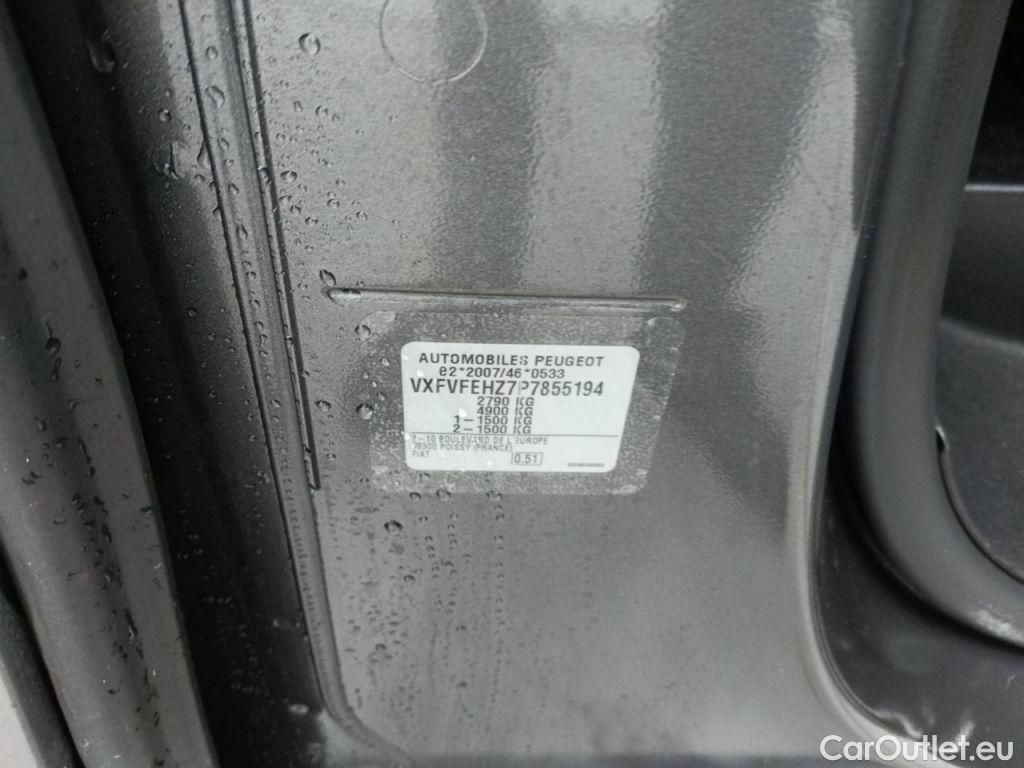 AUTOMOBILES PEUGEOT
e2*2007/46*0533
VXFVFEHZ7P7855194
2790 KG
4900 KG
1-1500 KG
2-1500 KG
2-10 BOULEVARD DE L'EUROPE
78300 POISSY (FRANCE)
FIAT 0.51
CarOutlet.eu